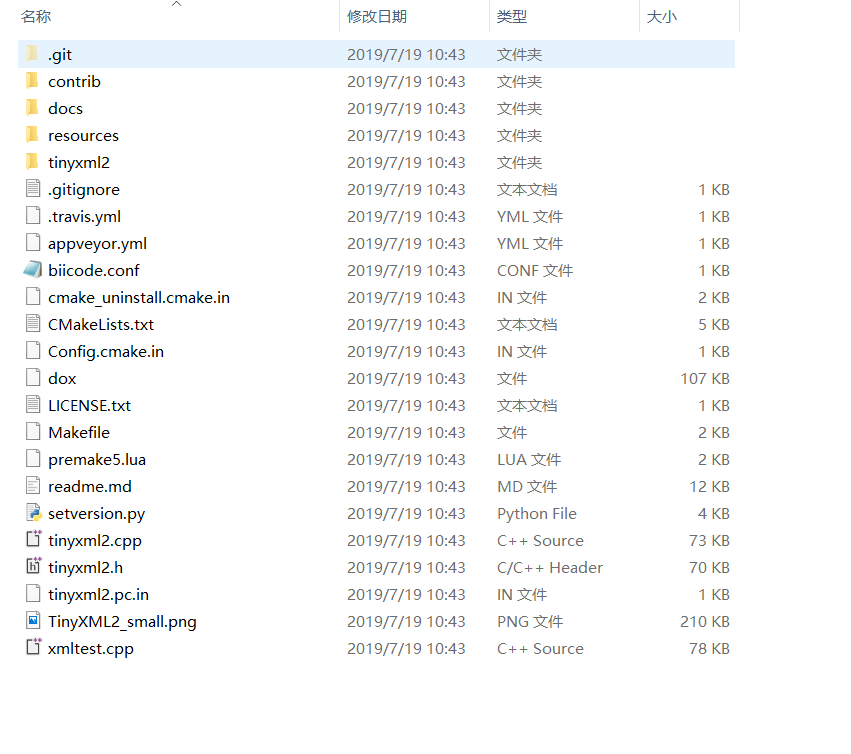 名称 修改日期 类型 大小
.git 2019/7/19 10:43 文件夹
contrib 2019/7/19 10:43 文件夹
docs 2019/7/19 10:43 文件夹
resources 2019/7/19 10:43 文件夹
tinyxml2 2019/7/19 10:43 文件夹
.gitignore 2019/7/19 10:43 文本文档 1 KB
.travis.yml 2019/7/19 10:43 YML 文件 1 KB
appveyor.yml 2019/7/19 10:43 YML 文件 1 KB
biicode.conf 2019/7/19 10:43 CONF 文件 1 KB
cmake_uninstall.cmake.in 2019/7/19 10:43 IN 文件 2 KB
CMakeLists.txt 2019/7/19 10:43 文本文档 5 KB
Config.cmake.in 2019/7/19 10:43 IN 文件 1 KB
dox 2019/7/19 10:43 文件 107 KB
LICENSE.txt 2019/7/19 10:43 文本文档 1 KB
Makefile 2019/7/19 10:43 文件 2 KB
premake5.lua 2019/7/19 10:43 LUA 文件 2 KB
readme.md 2019/7/19 10:43 MD 文件 12 KB
setversion.py 2019/7/19 10:43 Python File 4 KB
tinyxml2.cpp 2019/7/19 10:43 C++ Source 73 KB
tinyxml2.h 2019/7/19 10:43 C/C++ Header 70 KB
tinyxml2.pc.in 2019/7/19 10:43 IN 文件 1 KB
TinyXML2_small.png 2019/7/19 10:43 PNG 文件 210 KB
xmltest.cpp 2019/7/19 10:43 C++ Source 78 KB